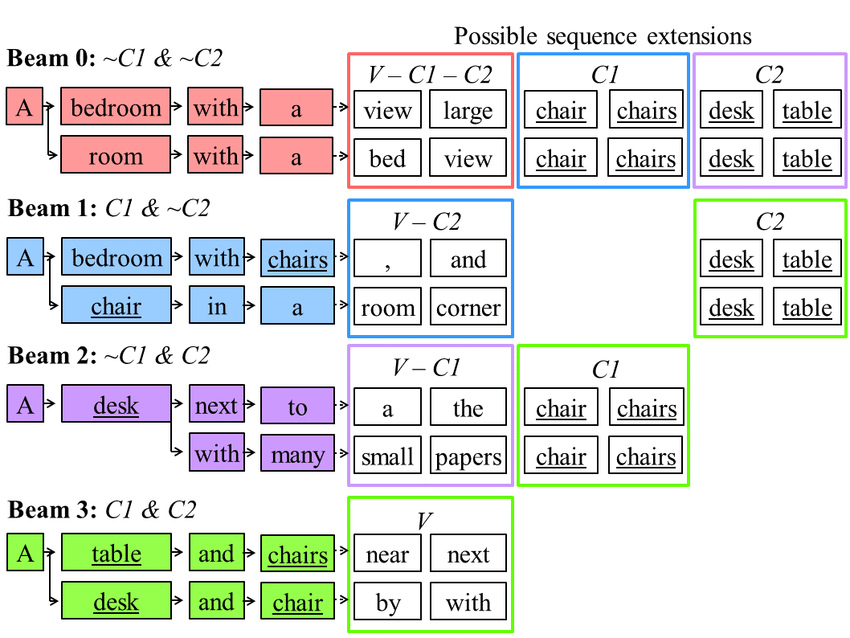 Possible sequence extensions
Beam 0: ~C1 & ~C2
V – C1 – C2 C1 C2
A bedroom with a view large chair chairs desk table
room with a bed view chair chairs desk table
Beam 1: C1 & ~C2
V – C2 C2
A bedroom with chairs , and desk table
chair in a room corner desk table
Beam 2: ~C1 & C2
V – C1 C1
A desk next to a the chair chairs
with many small papers chair chairs
Beam 3: C1 & C2
V
A table and chairs near next
desk and chair by with